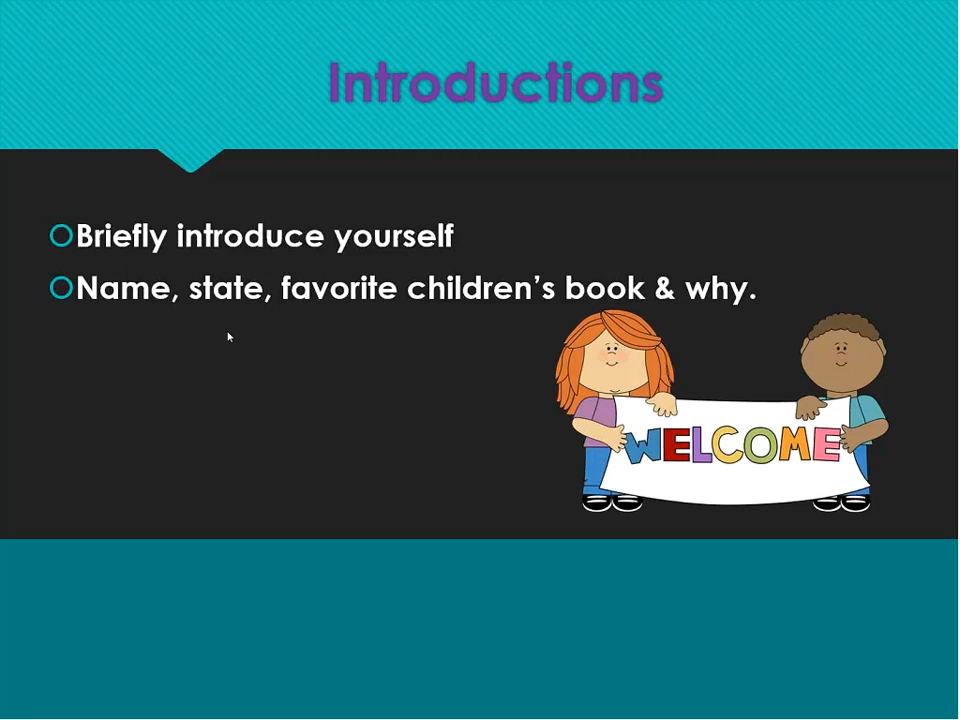 Introductions
Briefly introduce yourself
Name, state, favorite children's book & why.
WELCOME